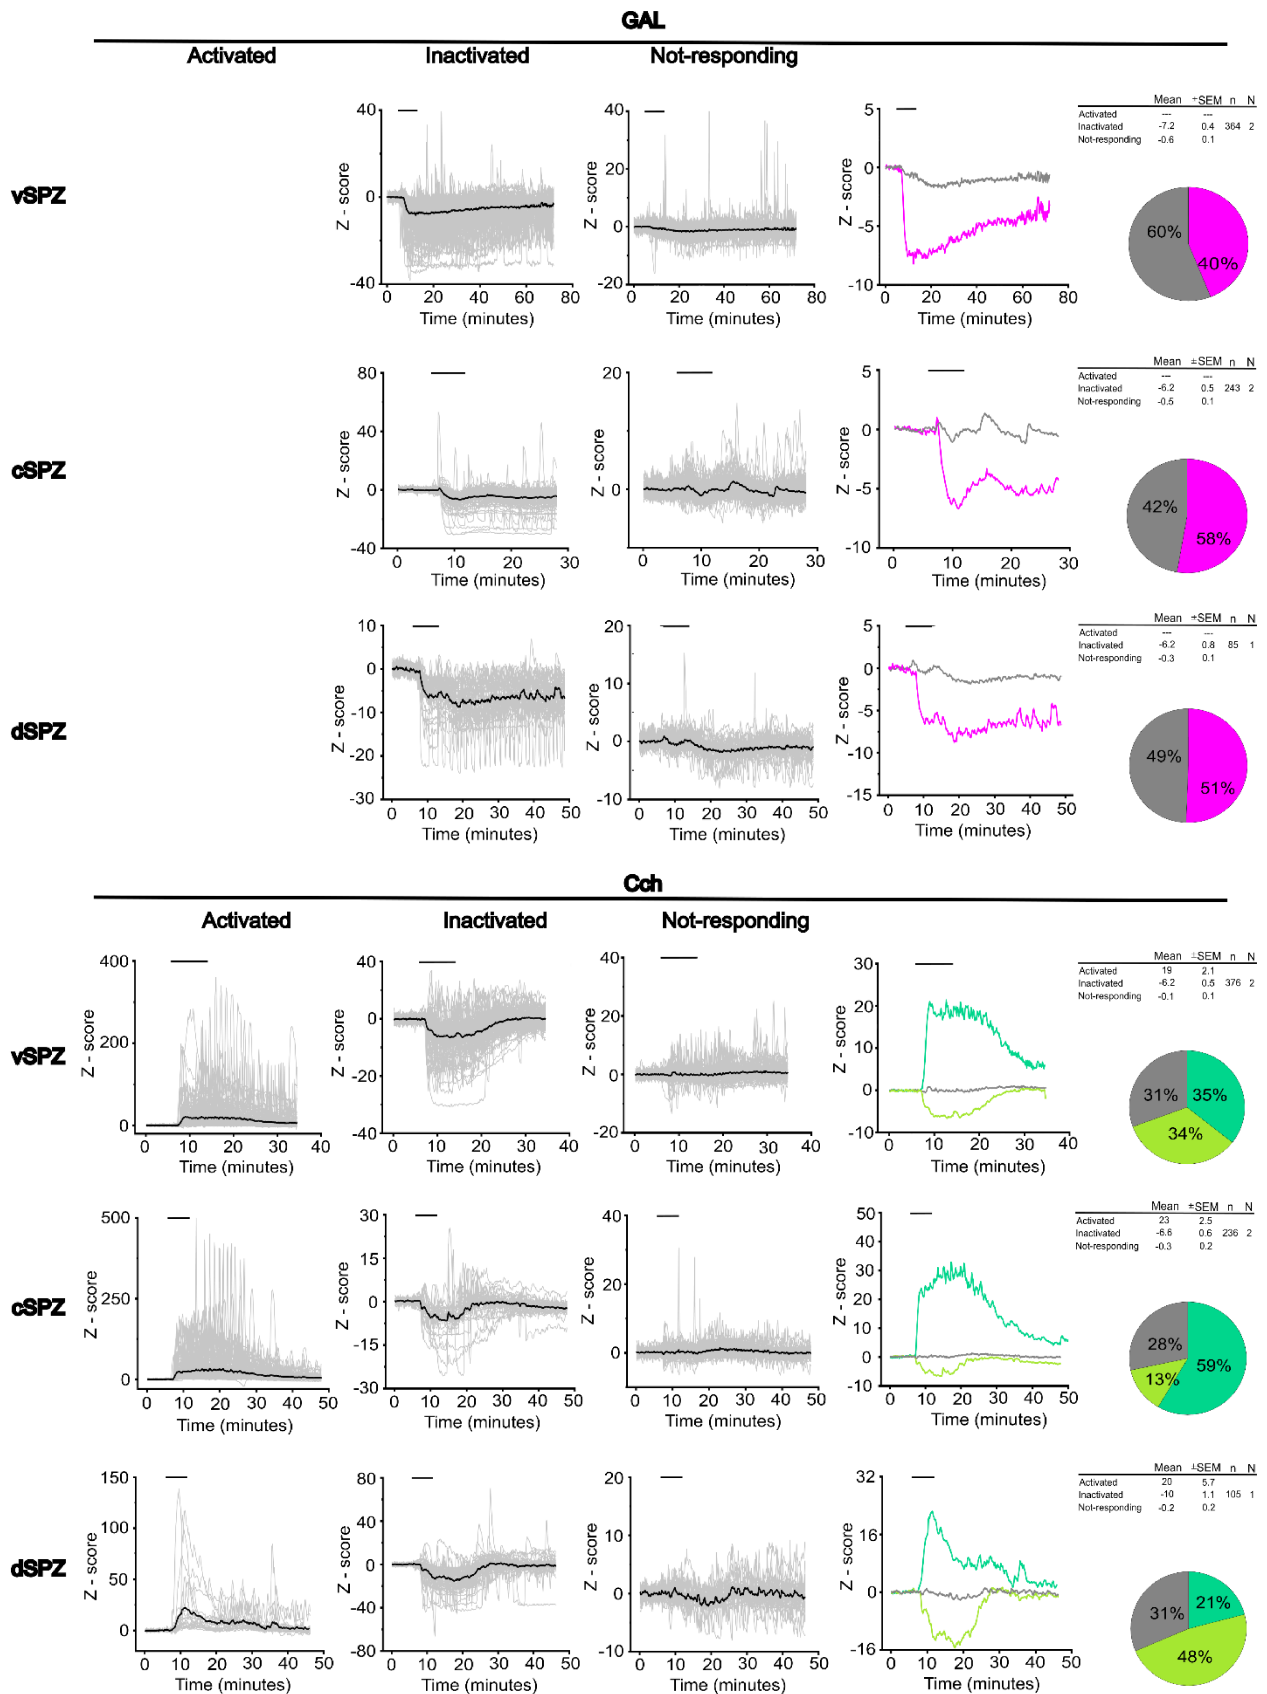 GAL
Activated Inactivated Not-responding
vSPZ
40
0
-40
Z - score
0 20 40 60 80
Time (minutes)
40
20
0
-20
Z - score
0 20 40 60 80
Time (minutes)
5
0
-5
-10
Z - score
0 20 40 60 80
Time (minutes)
Mean +SEM n N
Activated --- ---
Inactivated -7.2 0.4 364 2
Not-responding -0.6 0.1
60%
40%
cSPZ
80
40
0
-40
Z - score
0 10 20 30
Time (minutes)
20
0
Z - score
0 10 20 30
Time (minutes)
5
0
-5
-10
Z - score
0 10 20 30
Time (minutes)
Mean ±SEM n N
Activated --- ---
Inactivated -6.2 0.5 243 2
Not-responding -0.5 0.1
42%
58%
dSPZ
10
0
-10
-20
-30
Z - score
0 10 20 30 40 50
Time (minutes)
20
10
0
-10
Z - score
0 10 20 30 40 50
Time (minutes)
5
0
-5
-10
-15
Z - score
0 10 20 30 40 50
Time (minutes)
Mean +SEM n N
Activated --- ---
Inactivated -6.2 0.8 85 1
Not-responding -0.3 0.1
49%
51%
Cch
Activated Inactivated Not-responding
vSPZ
400
200
0
Z - score
0 10 20 30 40
Time (minutes)
40
20
0
-20
-40
Z - score
0 10 20 30 40
Time (minutes)
40
20
0
-20
Z - score
0 10 20 30 40
Time (minutes)
30
20
10
0
-10
Z - score
0 10 20 30 40
Time (minutes)
Mean ±SEM n N
Activated 19 2.1
Inactivated -6.2 0.5 376 2
Not-responding -0.1 0.1
31% 35%
34%
cSPZ
500
250
0
Z - score
0 10 20 30 40 50
Time (minutes)
30
15
0
-15
-30
Z - score
0 10 20 30 40 50
Time (minutes)
40
20
0
Z - score
0 10 20 30 40 50
Time (minutes)
50
40
30
20
10
0
-10
Z - score
0 10 20 30 40 50
Time (minutes)
Mean ±SEM n N
Activated 23 2.5
Inactivated -6.6 0.6 236 2
Not-responding -0.3 0.2
28%
59%
13%
dSPZ
150
100
50
0
Z - score
0 10 20 30 40 50
Time (minutes)
80
40
0
-40
-80
Z - score
0 10 20 30 40 50
Time (minutes)
20
10
0
-10
Z - score
0 10 20 30 40 50
Time (minutes)
32
16
0
-16
Z - score
0 10 20 30 40 50
Time (minutes)
Mean ±SEM n N
Activated 20 5.7
Inactivated -10 1.1 105 1
Not-responding -0.2 0.2
31% 21%
48%